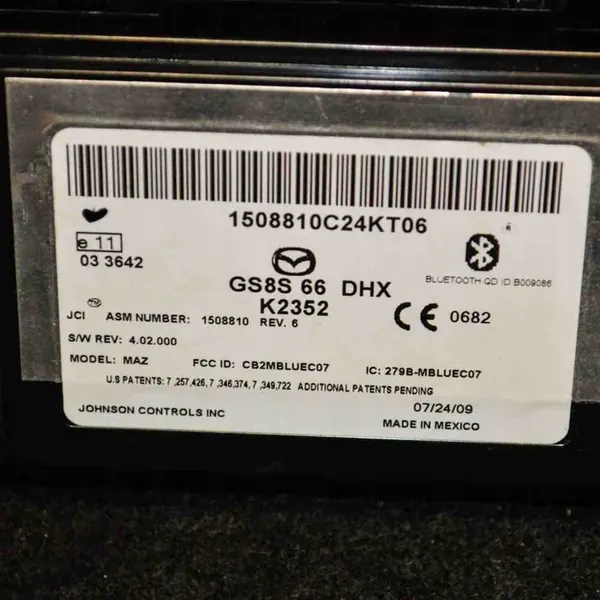 1508810C24KT06
e 11
03 3642
GS8S 66 DHX
K2352
BLUETOOTH QD ID B009086
JCI ASM NUMBER: 1508810 REV. 6
0682
S/W REV: 4.02.000
MODEL: MAZ FCC ID: CB2MBLUEC07 IC: 279B-MBLUEC07
U.S PATENTS: 7 ,257,426, 7 ,346,374, 7 ,349,722 ADDITIONAL PATENTS PENDING
JOHNSON CONTROLS INC 07/24/09
MADE IN MEXICO